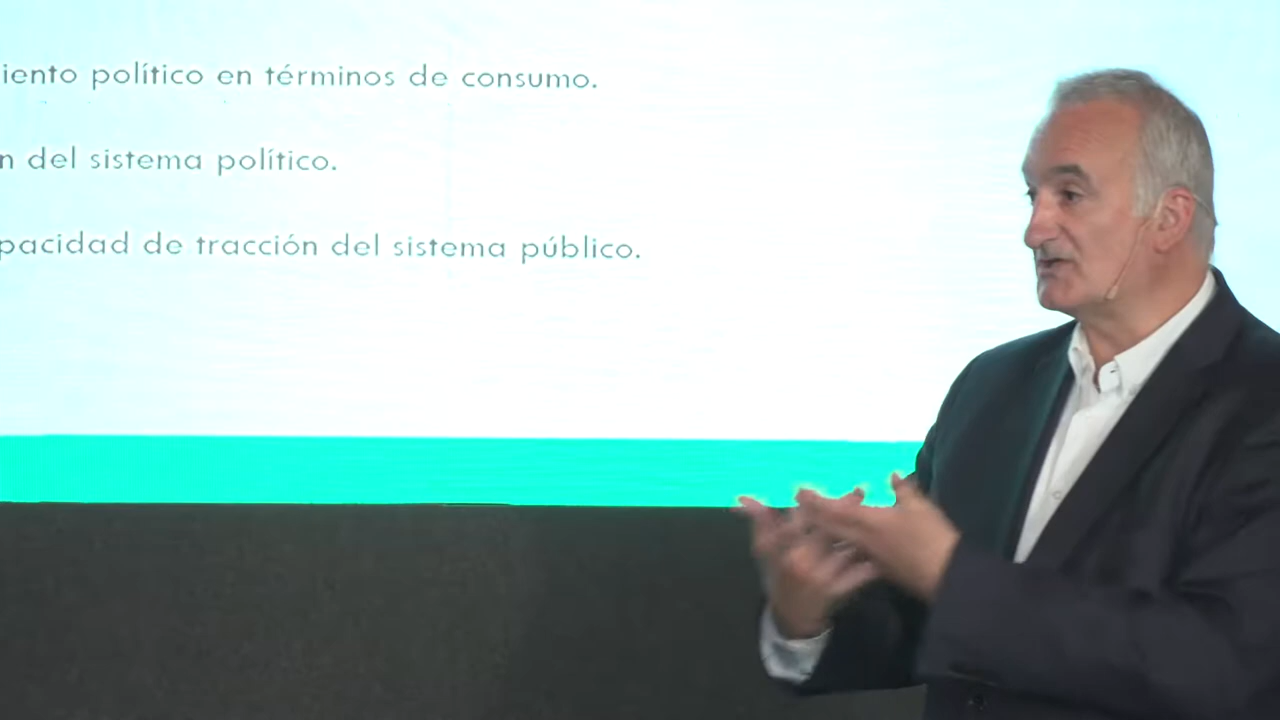 iento político en términos de consumo.
n del sistema político.
pacidad de tracción del sistema público.